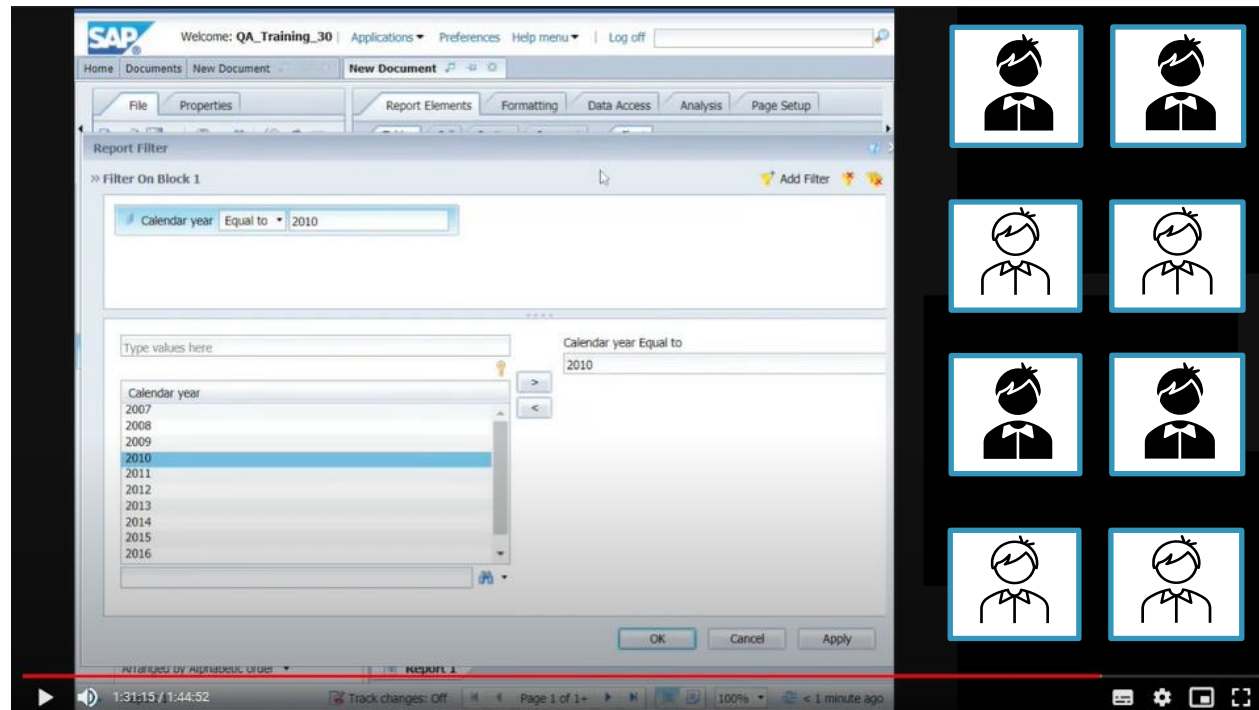 SAP Welcome: QA_Training_30 | Applications Preferences Help menu | Log off
Home Documents New Document New Document
File Properties Report Elements Formatting Data Access Analysis Page Setup
Report Filter
» Filter On Block 1 Add Filter
Calendar year Equal to 2010
Type values here
Calendar year Equal to
2010
>
<
Calendar year
2007
2008
2009
2010
2011
2012
2013
2014
2015
2016
OK Cancel Apply
Arranged by Alphabetic order Report 1
1:31:15 / 1:44:52 Track changes: Off Page 1 of 1+ 100% < 1 minute ago